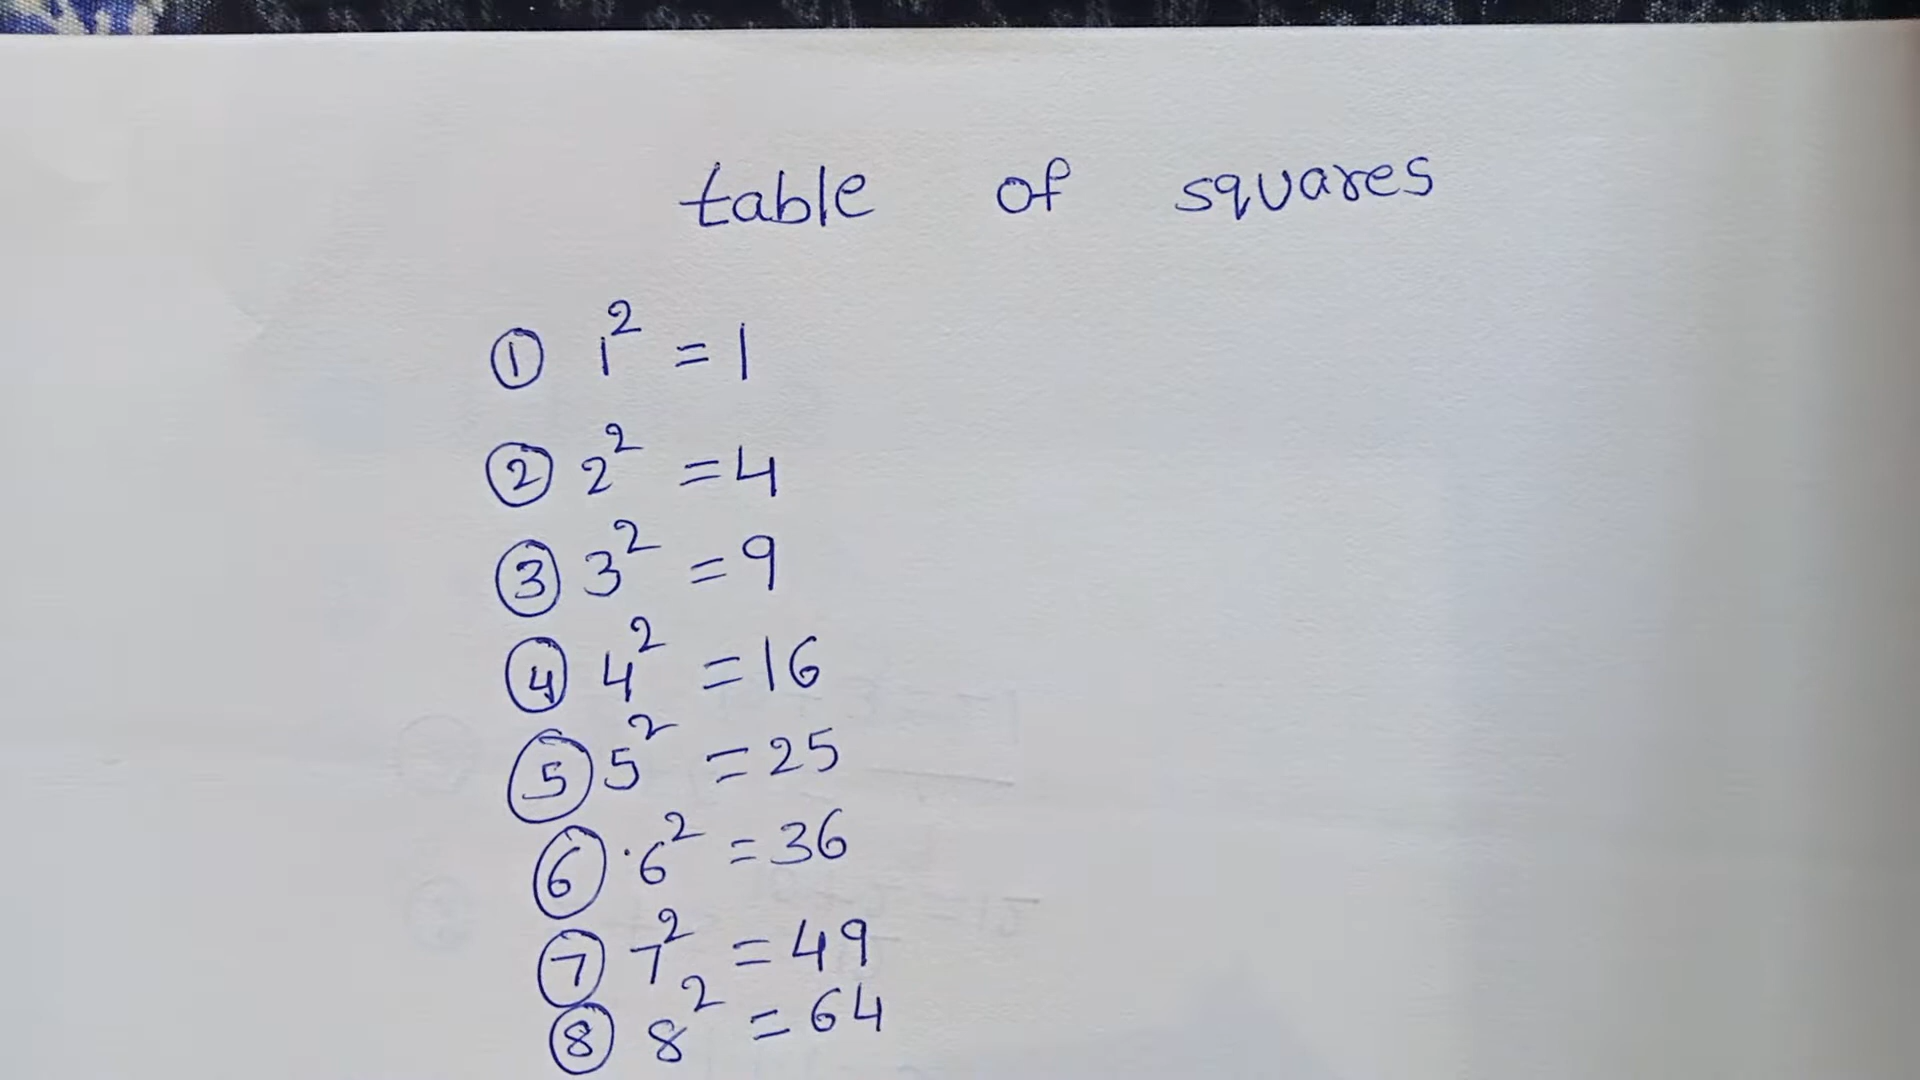 table of squares
① 1² = 1
② 2² = 4
③ 3² = 9
④ 4² = 16
⑤ 5² = 25
⑥ 6² = 36
⑦ 7² = 49
⑧ 8² = 64